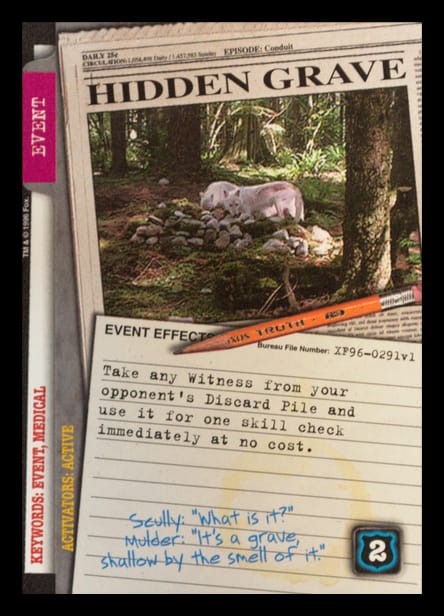 DAILY 25¢
CIRCULATION: 1,054,498 Daily / 1,457,983 Sunday
EPISODE: Conduit
HIDDEN GRAVE
EVENT
TM & © 1996 Fox.
EVENT EFFECTS
TRUTH
Bureau File Number: XF96-0291v1
Take any Witness from your
opponent's Discard Pile and
use it for one skill check
immediately at no cost.
KEYWORDS: EVENT, MEDICAL
ACTIVATORS: ACTIVE
Scully: "What is it?"
Mulder: "It's a grave,
shallow by the smell of it."
2